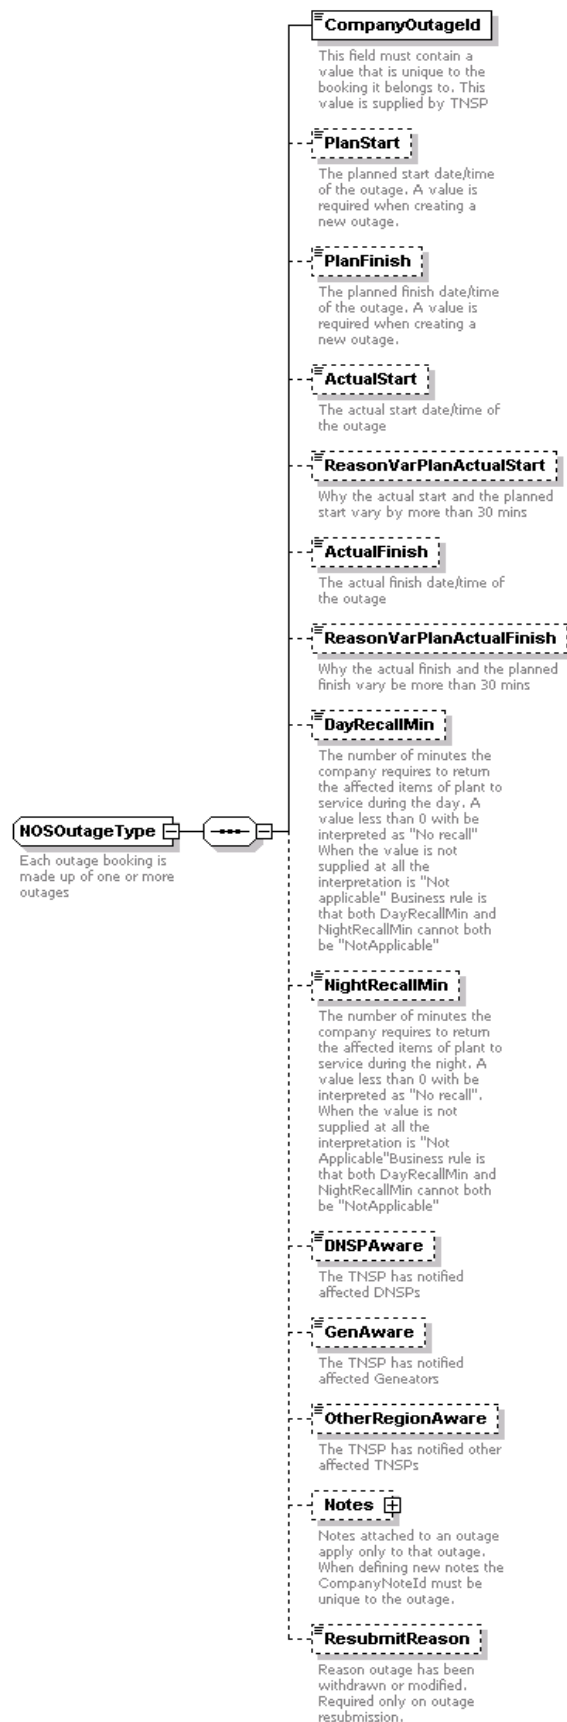 CompanyOutageId
This field must contain a
value that is unique to the
booking it belongs to. This
value is supplied by TNSP
PlanStart
The planned start date/time
of the outage. A value is
required when creating a
new outage.
PlanFinish
The planned finish date/time
of the outage. A value is
required when creating a
new outage.
ActualStart
The actual start date/time of
the outage
ReasonVarPlanActualStart
Why the actual start and the planned
start vary by more than 30 mins
ActualFinish
The actual finish date/time of
the outage
ReasonVarPlanActualFinish
Why the actual finish and the planned
finish vary be more than 30 mins
DayRecallMin
The number of minutes the
company requires to return
the affected items of plant to
service during the day. A
value less than 0 with be
interpreted as "No recall"
When the value is not
supplied at all the
interpretation is "Not
applicable" Business rule is
that both DayRecallMin and
NightRecallMin cannot both
be "NotApplicable"
NOSOutageType
Each outage booking is
made up of one or more
outages
NightRecallMin
The number of minutes the
company requires to return
the affected items of plant to
service during the night. A
value less than 0 with be
interpreted as "No recall".
When the value is not
supplied at all the
interpretation is "Not
Applicable"Business rule is
that both DayRecallMin and
NightRecallMin cannot both
be "NotApplicable"
DNSPAware
The TNSP has notified
affected DNSPs
GenAware
The TNSP has notified
affected Geneators
OtherRegionAware
The TNSP has notified other
affected TNSPs
Notes
Notes attached to an outage
apply only to that outage.
When defining new notes the
CompanyNoteId must be
unique to the outage.
ResubmitReason
Reason outage has been
withdrawn or modified.
Required only on outage
resubmission.